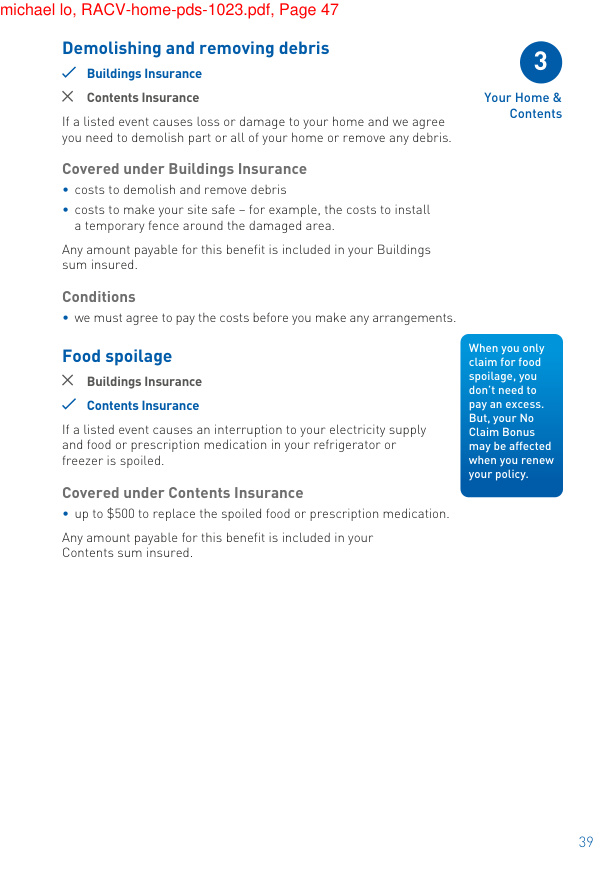 michael lo, RACV-home-pds-1023.pdf, Page 47
Demolishing and removing debris
Buildings Insurance
Contents Insurance
If a listed event causes loss or damage to your home and we agree
you need to demolish part or all of your home or remove any debris.
Covered under Buildings Insurance
• costs to demolish and remove debris
• costs to make your site safe – for example, the costs to install
a temporary fence around the damaged area.
Any amount payable for this benefit is included in your Buildings
sum insured.
Conditions
• we must agree to pay the costs before you make any arrangements.
3
Your Home &
Contents
Food spoilage
Buildings Insurance
Contents Insurance
If a listed event causes an interruption to your electricity supply
and food or prescription medication in your refrigerator or
freezer is spoiled.
Covered under Contents Insurance
• up to $500 to replace the spoiled food or prescription medication.
Any amount payable for this benefit is included in your
Contents sum insured.
When you only
claim for food
spoilage, you
don't need to
pay an excess.
But, your No
Claim Bonus
may be affected
when you renew
your policy.
39